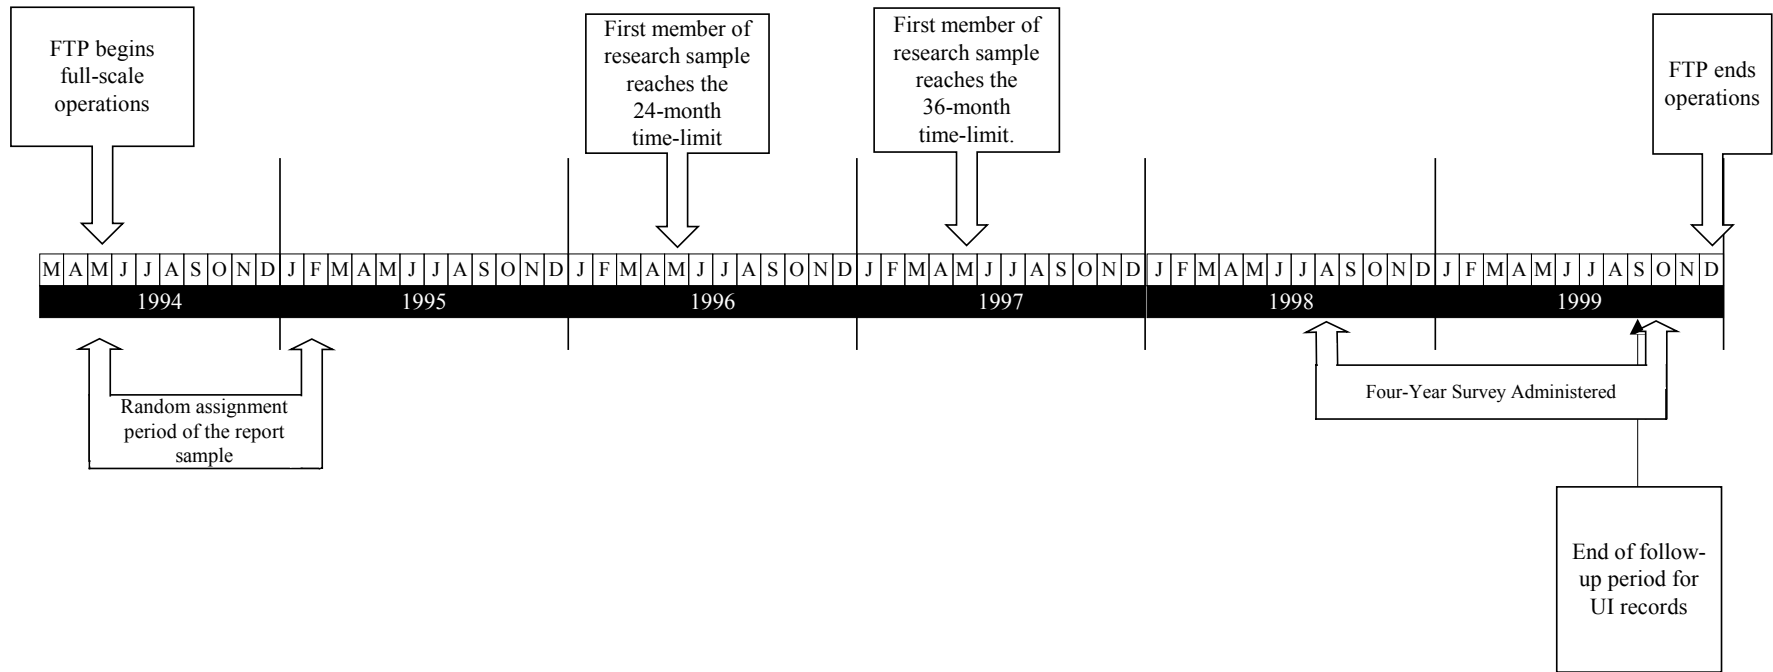 FTP begins
full-scale
operations
First member of
research sample
reaches the
24-month
time-limit
First member of
research sample
reaches the
36-month
time-limit.
FTP ends
operations
M A M J J A S O N D J F M A M J J A S O N D J F M A M J J A S O N D J F M A M J J A S O N D J F M A M J J A S O N D J F M A M J J A S O N D
1994 1995 1996 1997 1998 1999
Random assignment
period of the report
sample
Four-Year Survey Administered
End of follow-
up period for
UI records